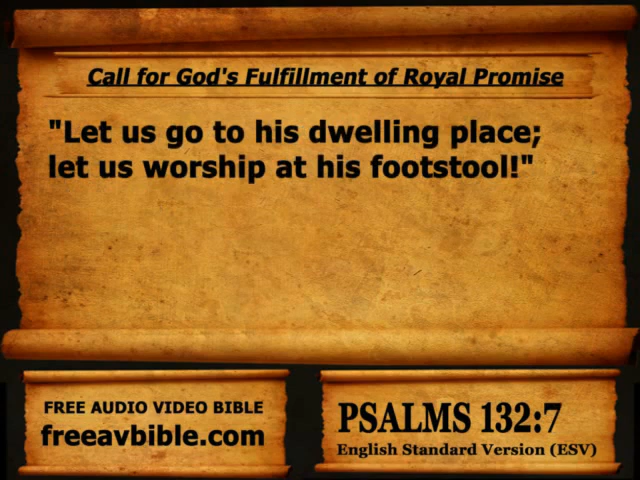 Call for God's Fulfillment of Royal Promise
"Let us go to his dwelling place;
let us worship at his footstool!"
FREE AUDIO VIDEO BIBLE
freeavbible.com
PSALMS 132:7
English Standard Version (ESV)